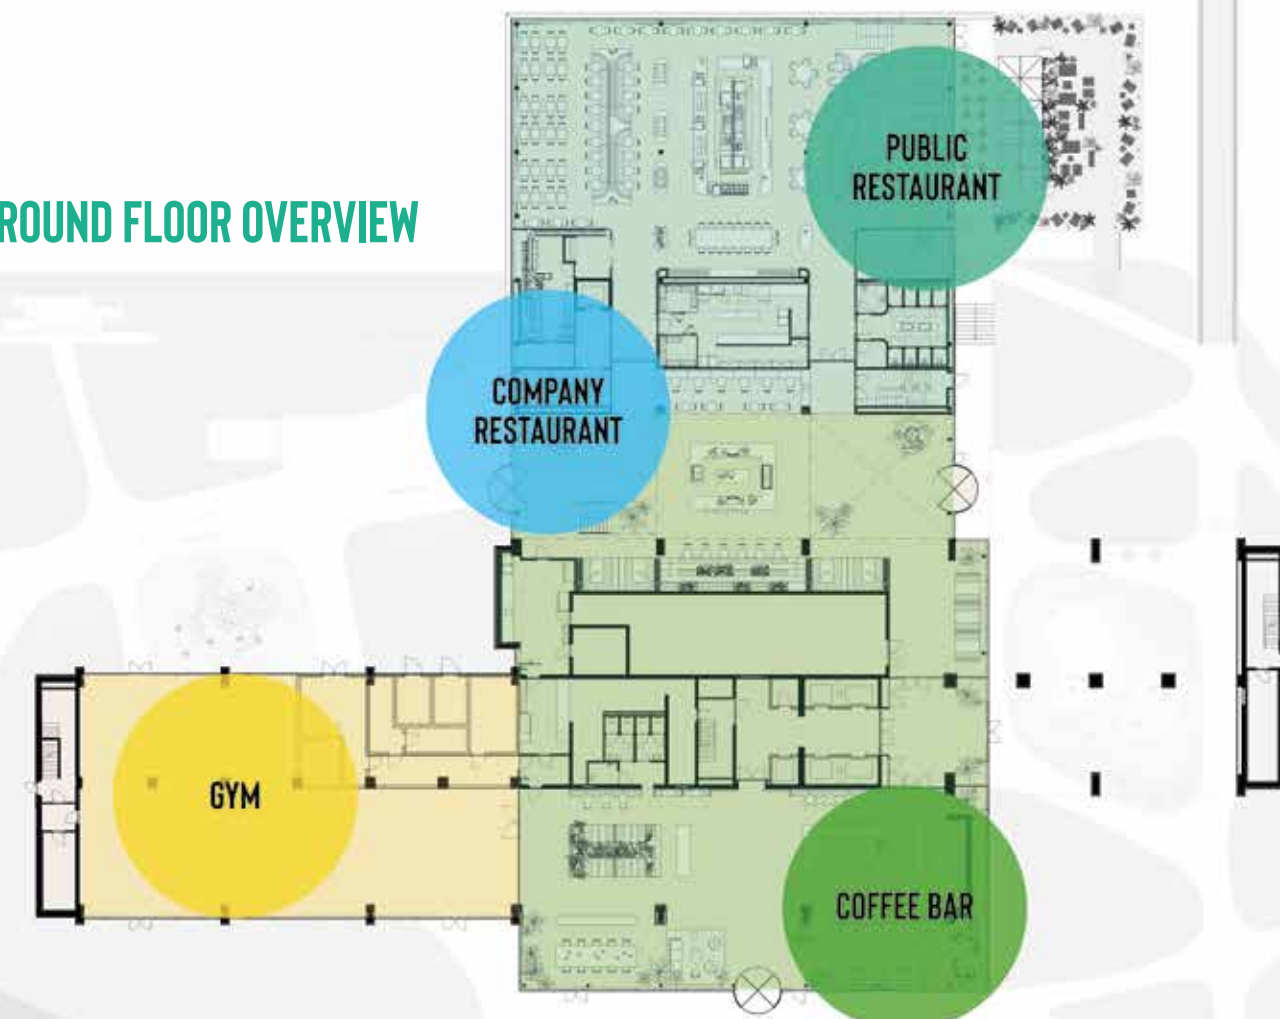 ROUND FLOOR OVERVIEW
PUBLIC
RESTAURANT
COMPANY
RESTAURANT
GYM
COFFEE BAR